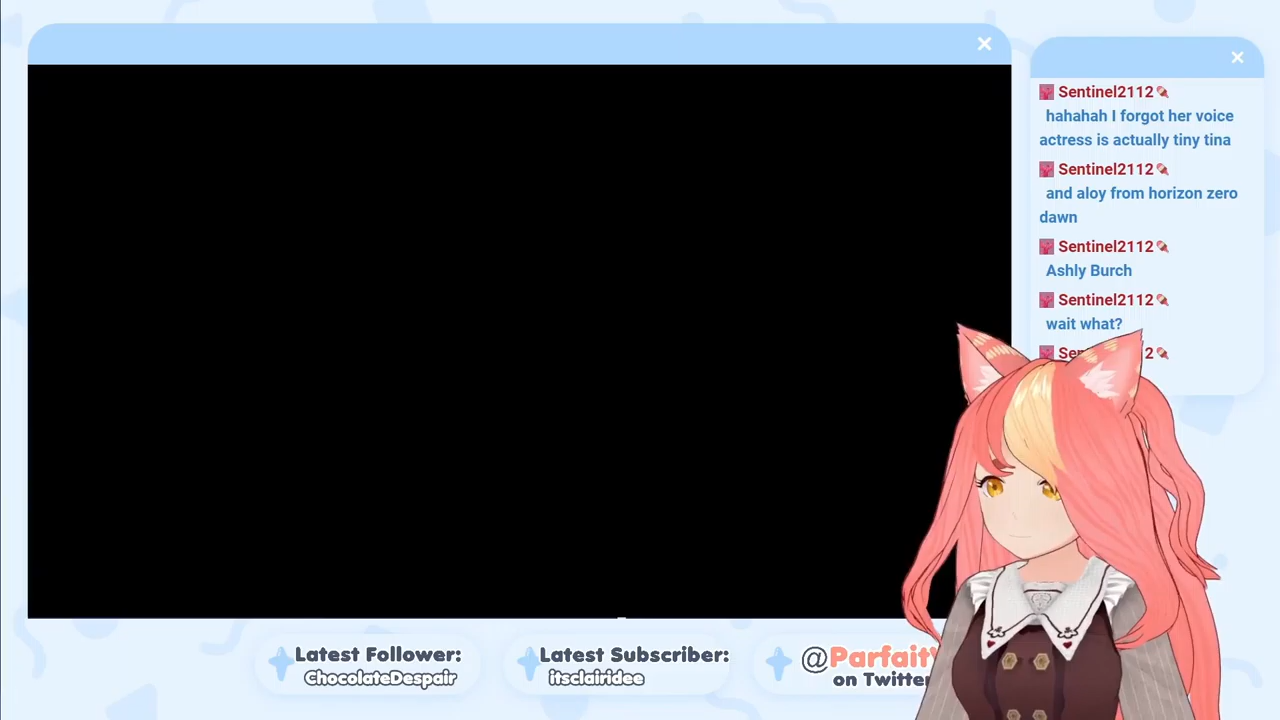 Sentinel2112
hahahah I forgot her voice
actress is actually tiny tina
Sentinel2112
and aloy from horizon zero
dawn
Sentinel2112
Ashly Burch
Sentinel2112
wait what?
Latest Follower:
ChocolateDespair
Latest Subscriber:
itsclairidee
@Parfait
on Twitter